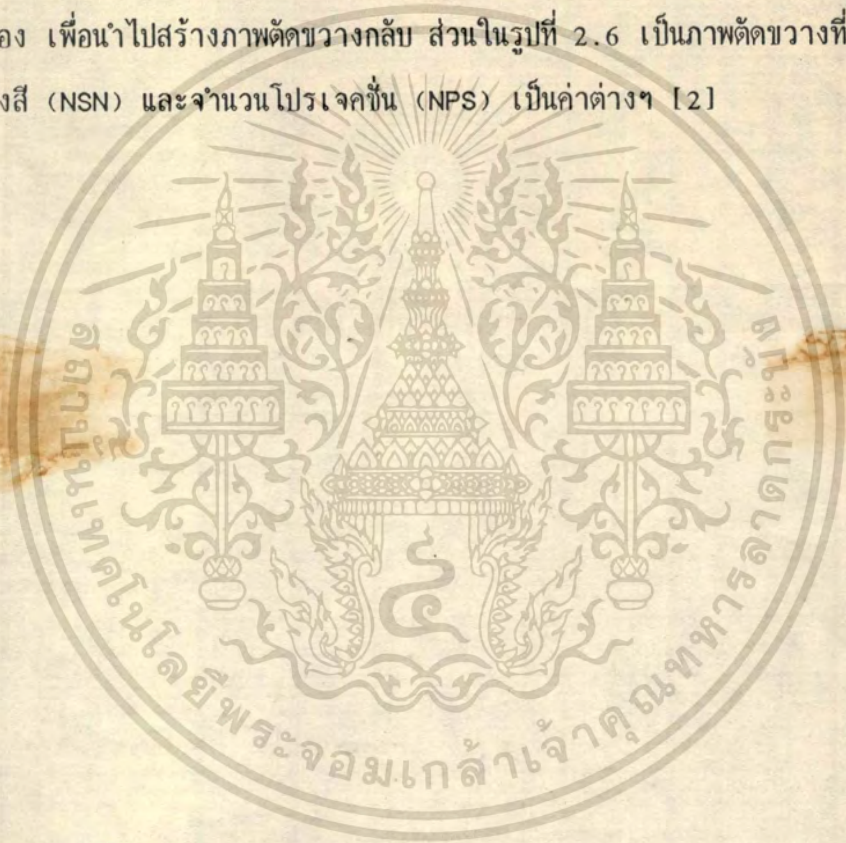 อง เพื่อนำไปสร้างภาพตัดขวางกลับ ส่วนในรูปที่ 2.6 เป็นภาพตัดขวางที่
งสี (NSN) และจำนวนโปรเจคชั่น (NPS) เป็นค่าต่างๆ [2]
สถาบันเทคโนโลยีพระจอมเกล้าเจ้าคุณทหารลาดกระบัง